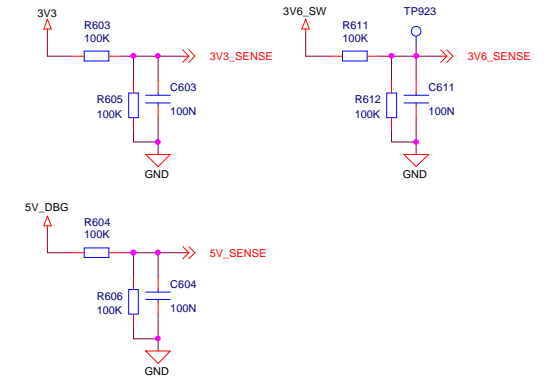 3V3
R603
100K
3V3_SENSE
R605
100K
C603
100N
GND
3V6_SW
R611
100K
TP923
3V6_SENSE
R612
100K
C611
100N
GND
5V_DBG
R604
100K
5V_SENSE
R606
100K
C604
100N
GND